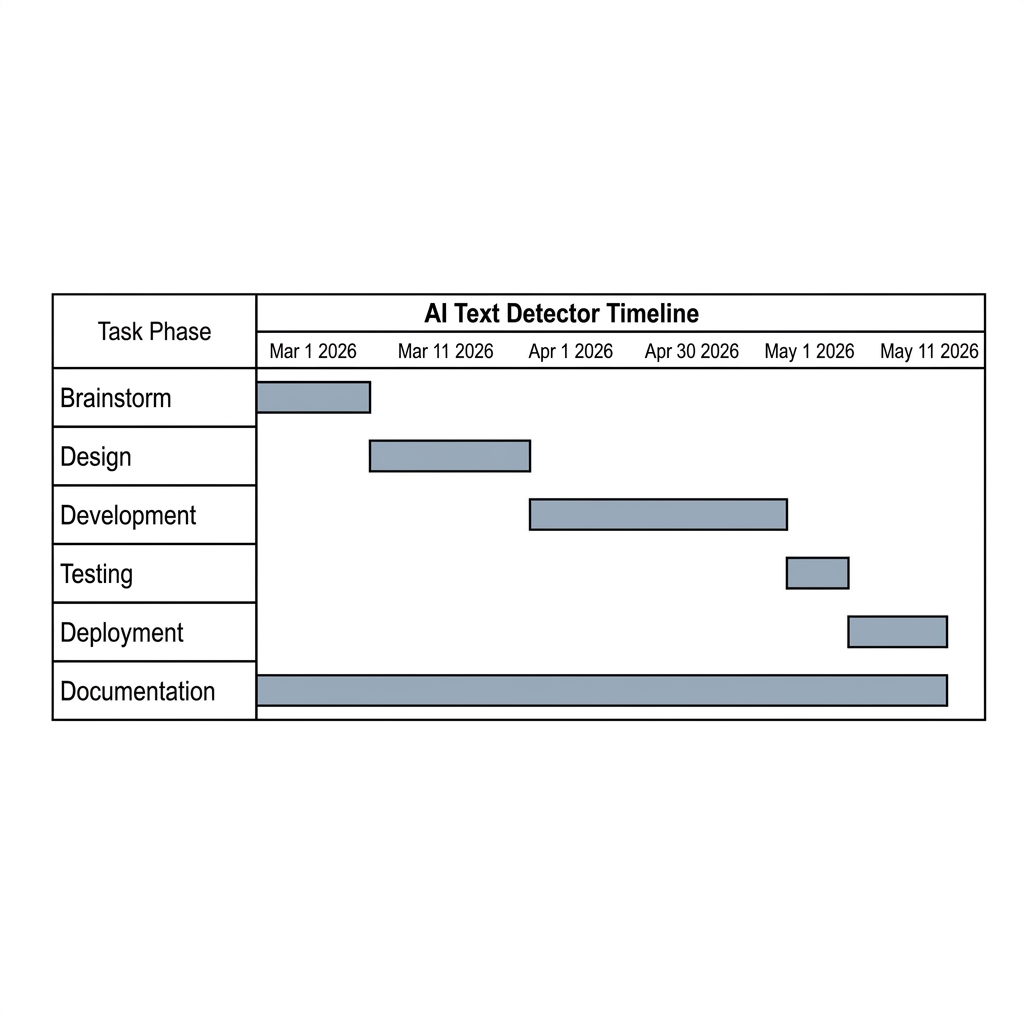 AI Text Detector Timeline
Task Phase
Mar 1 2026 Mar 11 2026 Apr 1 2026 Apr 30 2026 May 1 2026 May 11 2026
Brainstorm
Design
Development
Testing
Deployment
Documentation